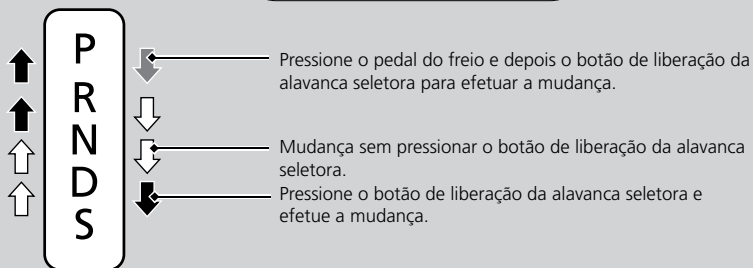 P
R
N
D
S
Pressione o pedal do freio e depois o botão de liberação da
alavanca seletora para efetuar a mudança.
Mudança sem pressionar o botão de liberação da alavanca
seletora.
Pressione o botão de liberação da alavanca seletora e
efetue a mudança.